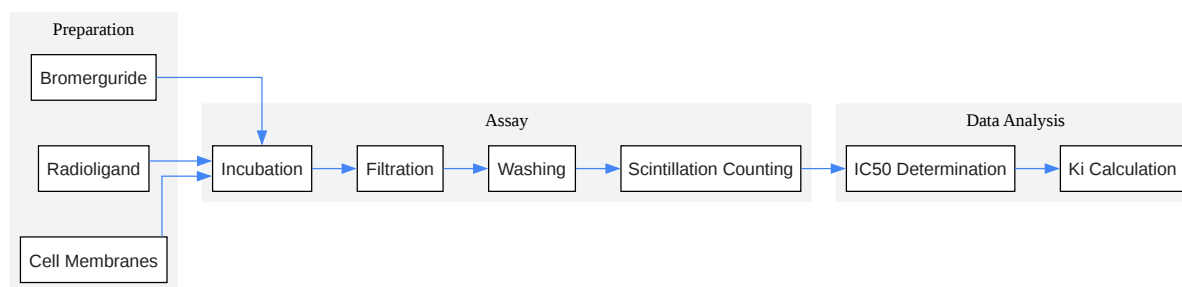 Preparation
Bromerguride
Radioligand
Cell Membranes
Assay
Incubation
Filtration
Washing
Scintillation Counting
Data Analysis
IC50 Determination
Ki Calculation